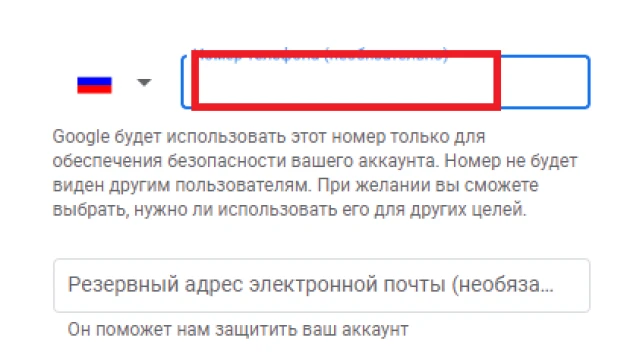 Номер телефона (необязательно)
Google будет использовать этот номер только для
обеспечения безопасности вашего аккаунта. Номер не будет
виден другим пользователям. При желании вы сможете
выбрать, нужно ли использовать его для других целей.
Резервный адрес электронной почты (необяза...
Он поможет нам защитить ваш аккаунт